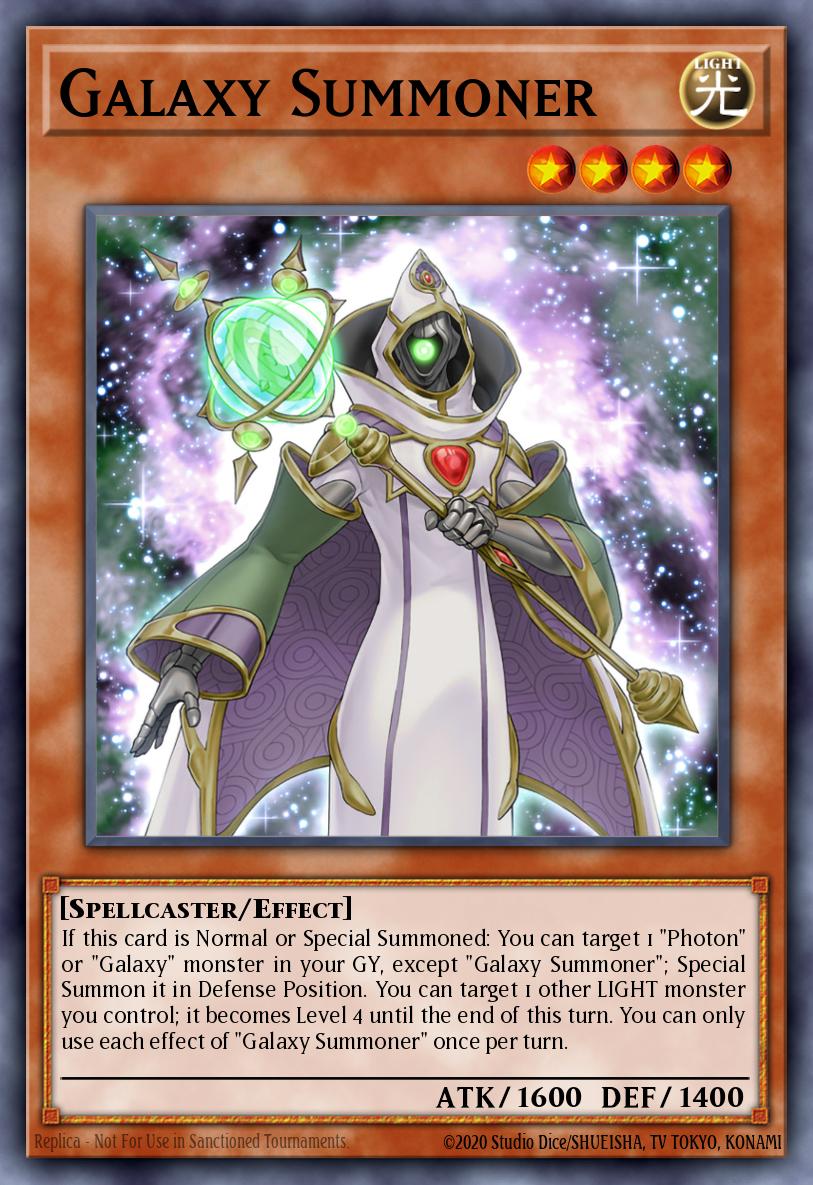 Galaxy Summoner
LIGHT
光
[Spellcaster/Effect]
If this card is Normal or Special Summoned: You can target 1 "Photon"
or "Galaxy" monster in your GY, except "Galaxy Summoner"; Special
Summon it in Defense Position. You can target 1 other LIGHT monster
you control; it becomes Level 4 until the end of this turn. You can only
use each effect of "Galaxy Summoner" once per turn.
ATK/1600 DEF/1400
Replica - Not For Use in Sanctioned Tournaments.
©2020 Studio Dice/SHUEISHA, TV TOKYO, KONAMI